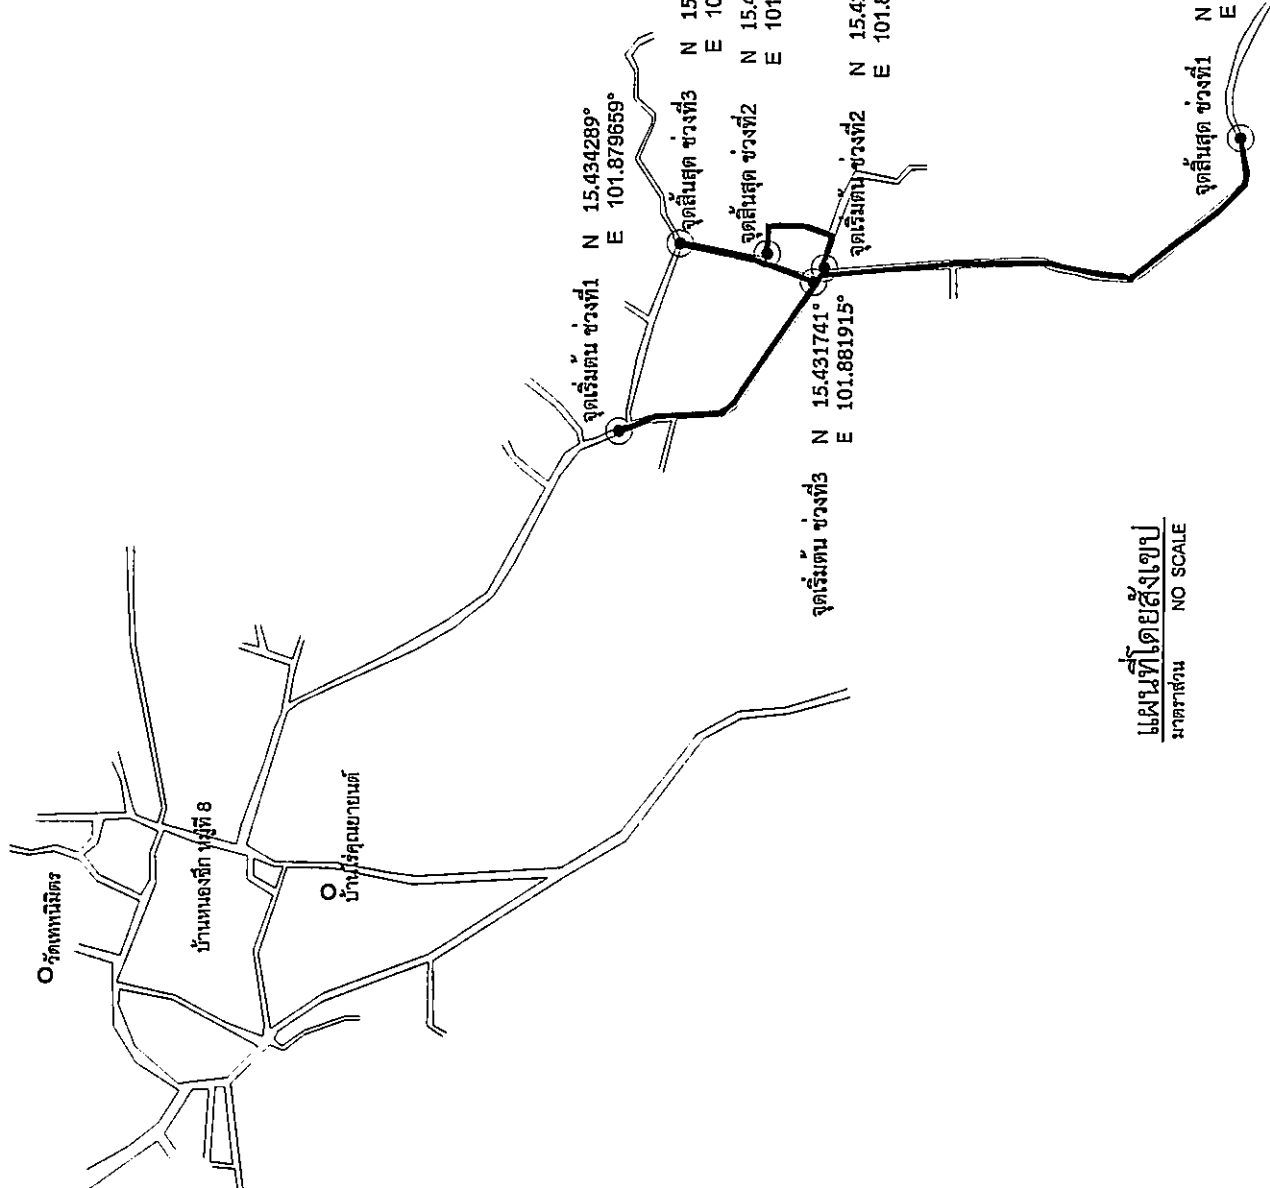 วัดเทพนิมิตร
บ้านหนองซึก หมู่ที่ 8
บ้านไร่คุณยายยนต์
จุดเริ่มต้น ช่วงที่1 N 15.434289°
E 101.879659°
จุดสิ้นสุด ช่วงที่3 N
E
จุดสิ้นสุด ช่วงที่2 N
E
จุดเริ่มต้น ช่วงที่2 N
E
จุดเริ่มต้น ช่วงที่3 N 15.431741°
E 101.881915°
จุดสิ้นสุด ช่วงที่1 N
E
แผนที่โดยสังเขป
มาตราส่วน NO SCALE